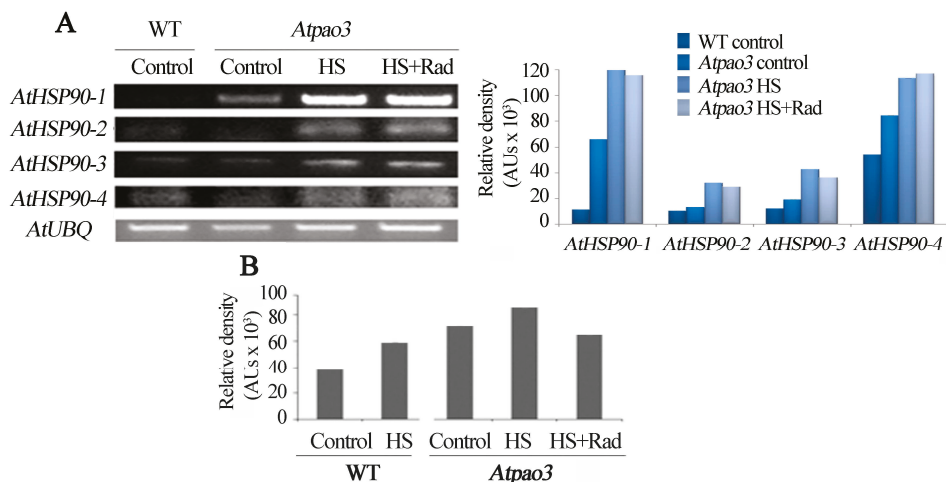 A
WT
Atpao3
Control
Control
HS
HS+Rad
AtHSP90-1
AtHSP90-2
AtHSP90-3
AtHSP90-4
AtUBQ
WT control
Atpao3 control
Atpao3 HS
Atpao3 HS+Rad
Relative density
(AUs x 10³)
120
100
80
60
40
20
0
AtHSP90-1
AtHSP90-2
AtHSP90-3
AtHSP90-4
B
Relative density
(AUs x 10³)
100
80
60
40
20
0
Control
HS
Control
HS
HS+Rad
WT
Atpao3